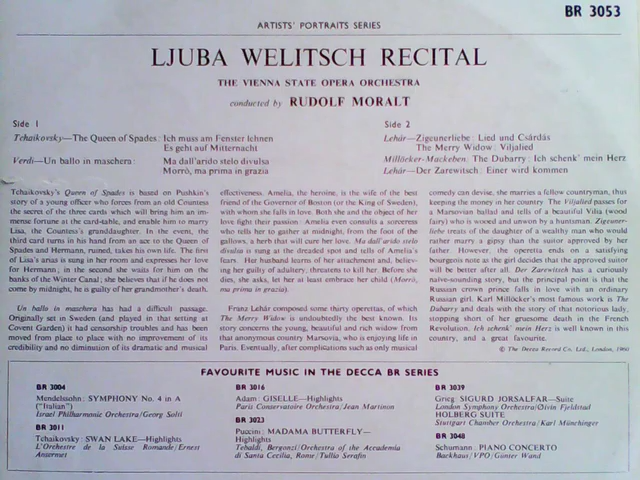 BR 3053
ARTISTS' PORTRAITS SERIES
LJUBA WELITSCH RECITAL
THE VIENNA STATE OPERA ORCHESTRA
conducted by RUDOLF MORALT
Side 1
Tchaikovsky—The Queen of Spades: Ich muss am Fenster lehnen
Es geht auf Mitternacht
Verdi—Un ballo in maschera: Ma dall'arido stelo divulsa
Morrò, ma prima in grazia
Side 2
Lehár—Zigeunerliebe: Lied und Csárdás
The Merry Widow: Viljalied
Millöcker-Mackeben: The Dubarry: Ich schenk' mein Herz
Lehár—Der Zarewitsch: Einer wird kommen
Tchaikovsky's Queen of Spades is based on Pushkin's
story of a young officer who forces from an old Countess
the secret of the three cards which will bring him an im-
mense fortune at the card-table, and enable him to marry
Lisa, the Countess's granddaughter. In the event, the
third card turns in his hand from an ace to the Queen of
Spades and Hermann, ruined, takes his own life. The first
of Lisa's arias is sung in her room and expresses her love
for Hermann; in the second she waits for him on the
banks of the Winter Canal; she believes that if he does not
come by midnight, he is guilty of her grandmother's death.
Un ballo in maschera has had a difficult passage.
Originally set in Sweden (and played in that setting at
Covent Garden) it had censorship troubles and has been
moved from place to place with no improvement of its
credibility and no diminution of its dramatic and musical
effectiveness. Amelia, the heroine, is the wife of the best
friend of the Governor of Boston (or the King of Sweden),
with whom she falls in love. Both she and the object of her
love fight their passion: Amelia even consults a sorceress
who tells her to gather at midnight, from the foot of the
gallows, a herb that will cure her love. Ma dall'arido stelo
divulsa is sung at the dreaded spot and tells of Amelia's
fears. Her husband learns of her attachment and, believ-
ing her guilty of adultery, threatens to kill her. Before she
dies, she asks, let her at least embrace her child (Morrò,
ma prima in grazia).
Franz Lehár composed some thirty operettas, of which
The Merry Widow is undoubtedly the best known. Its
story concerns the young, beautiful and rich widow from
that anonymous country Marsovia, who is enjoying life in
Paris. Eventually, after complications such as only musical
comedy can devise, she marries a fellow countryman, thus
keeping the money in her country. The Viljalied passes for
a Marsovian ballad and tells of a beautiful Vilia (wood
fairy) who is wooed and unwon by a huntsman. Zigeuner-
liebe treats of the daughter of a wealthy man who would
rather marry a gipsy than the suitor approved by her
father. However, the operetta ends on a satisfying
bourgeois note as the girl decides that the approved suitor
will be better after all. Der Zarewitsch has a curiously
naïve-sounding story, but the principal point is that the
Russian crown prince falls in love with an ordinary
Russian girl. Karl Millöcker's most famous work is The
Dubarry and deals with the story of that notorious lady,
stopping short of her gruesome death in the French
Revolution. Ich schenk' mein Herz is well known in this
country, and a great favourite.
© The Decca Record Co. Ltd., London, 1960
FAVOURITE MUSIC IN THE DECCA BR SERIES
BR 3004
Mendelssohn: SYMPHONY No. 4 in A
("Italian")
Israel Philharmonic Orchestra/Georg Solti
BR 3011
Tchaikovsky: SWAN LAKE—Highlights
L'Orchestre de la Suisse Romande/Ernest
Ansermet
BR 3016
Adam: GISELLE—Highlights
Paris Conservatoire Orchestra/Jean Martinon
BR 3023
Puccini: MADAMA BUTTERFLY—
Highlights
Tebaldi, Bergonzi/Orchestra of the Accademia
di Santa Cecilia, Rome/Tullio Serafin
BR 3039
Grieg: SIGURD JORSALFAR—Suite
London Symphony Orchestra/Öivin Fjeldstad
HOLBERG SUITE
Stuttgart Chamber Orchestra/Karl Münchinger
BR 3048
Schumann: PIANO CONCERTO
Backhaus/VPO/Günter Wand